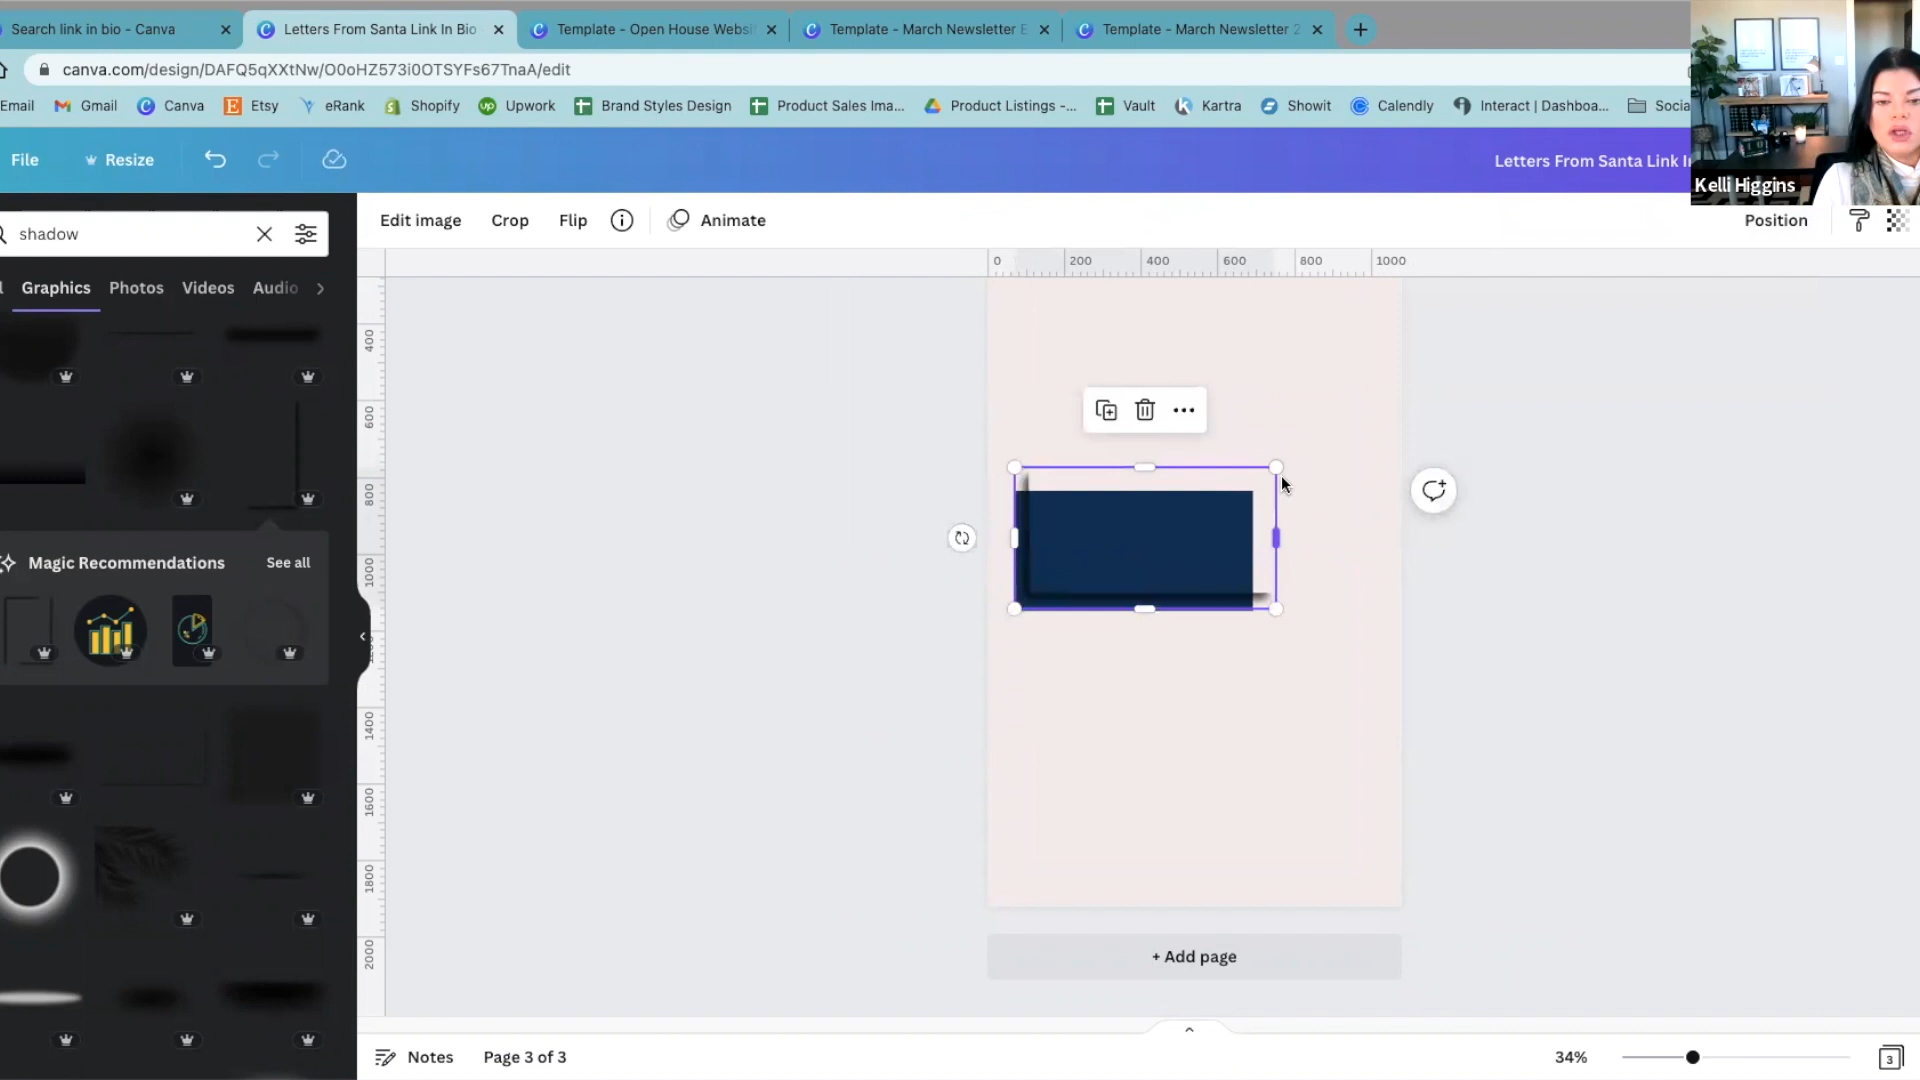 Search link in bio - Canva
Letters From Santa Link In Bio
Template - Open House Websi
Template - March Newsletter E
Template - March Newsletter 2
canva.com/design/DAFQ5qXXtNw/O0oHZ573i0OTSYFs67TnaA/edit
Email Gmail Canva Etsy eRank Shopify Upwork Brand Styles Design Product Sales Ima... Product Listings -... Vault Kartra Showit Calendly Interact | Dashboa... Socia
File Resize
Letters From Santa Link I
Kelli Higgins
shadow
Edit image Crop Flip Animate Position
Graphics Photos Videos Audio
0 200 400 600 800 1000
400
600
800
1000
1400
1600
1800
2000
Magic Recommendations See all
+ Add page
Notes Page 3 of 3 34% 3